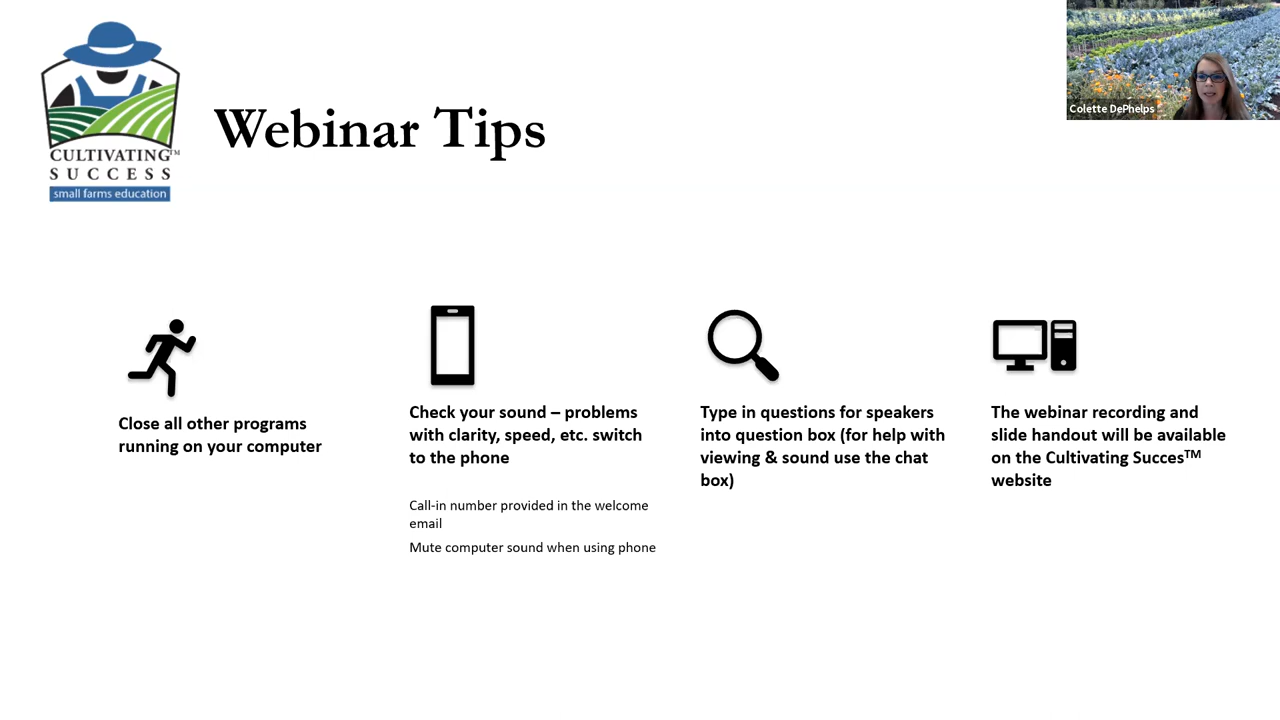 CULTIVATING™
SUCCESS
small farms education
Webinar Tips
Colette DePhelps
Close all other programs
running on your computer
Check your sound – problems
with clarity, speed, etc. switch
to the phone
Call-in number provided in the welcome
email
Mute computer sound when using phone
Type in questions for speakers
into question box (for help with
viewing & sound use the chat
box)
The webinar recording and
slide handout will be available
on the Cultivating Succes™
website